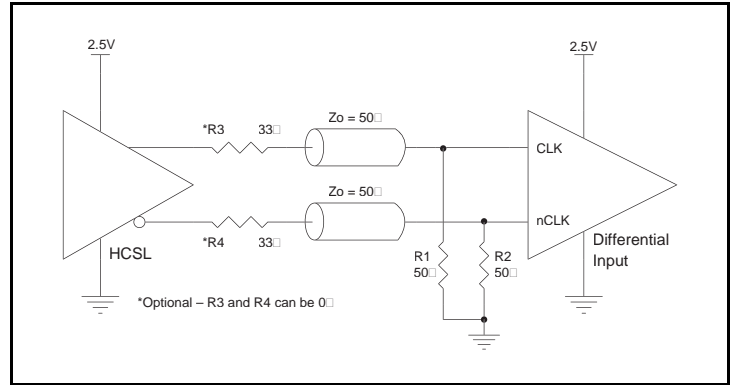 2.5V
2.5V
*R3 33□
Zo = 50□
CLK
Zo = 50□
nCLK
*R4 33□
HCSL
R1
50□
R2
50□
Differential
Input
*Optional – R3 and R4 can be 0□